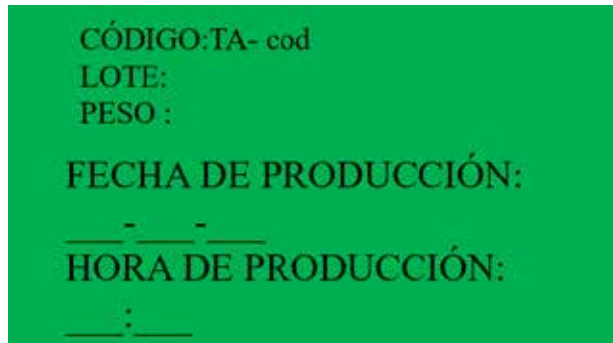 CÓDIGO:TA- cod
LOTE:
PESO :
FECHA DE PRODUCCIÓN:
___-___-___
HORA DE PRODUCCIÓN:
___:___